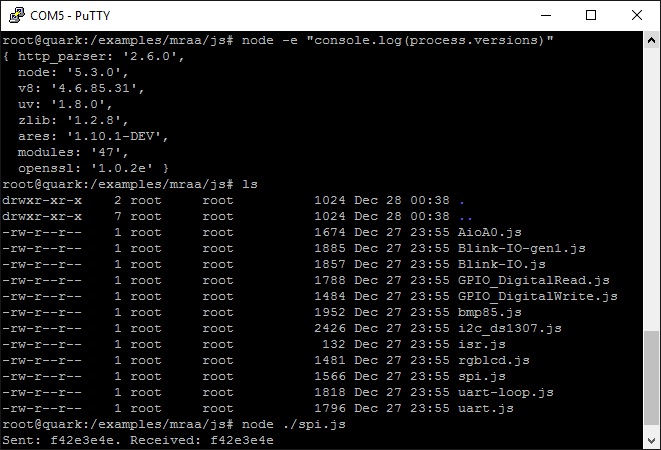 COM5 - PuTTY
root@quark:/examples/mraa/js# node -e "console.log(process.versions)"
{ http_parser: '2.6.0',
  node: '5.3.0',
  v8: '4.6.85.31',
  uv: '1.8.0',
  zlib: '1.2.8',
  ares: '1.10.1-DEV',
  modules: '47',
  openssl: '1.0.2e' }
root@quark:/examples/mraa/js# ls
drwxr-xr-x    2 root     root          1024 Dec 28 00:38 .
drwxr-xr-x    7 root     root          1024 Dec 28 00:38 ..
-rw-r--r--    1 root     root          1674 Dec 27 23:55 AioA0.js
-rw-r--r--    1 root     root          1885 Dec 27 23:55 Blink-IO-gen1.js
-rw-r--r--    1 root     root          1857 Dec 27 23:55 Blink-IO.js
-rw-r--r--    1 root     root          1788 Dec 27 23:55 GPIO_DigitalRead.js
-rw-r--r--    1 root     root          1484 Dec 27 23:55 GPIO_DigitalWrite.js
-rw-r--r--    1 root     root          1952 Dec 27 23:55 bmp85.js
-rw-r--r--    1 root     root          2426 Dec 27 23:55 i2c_ds1307.js
-rw-r--r--    1 root     root           132 Dec 27 23:55 isr.js
-rw-r--r--    1 root     root          1481 Dec 27 23:55 rgblcd.js
-rw-r--r--    1 root     root          1566 Dec 27 23:55 spi.js
-rw-r--r--    1 root     root          1818 Dec 27 23:55 uart-loop.js
-rw-r--r--    1 root     root          1796 Dec 27 23:55 uart.js
root@quark:/examples/mraa/js# node ./spi.js
Sent: f42e3e4e. Received: f42e3e4e